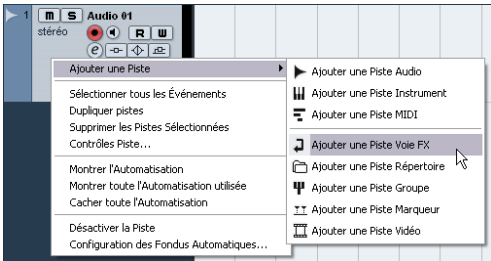 1 m S Audio 01
stéréo R W
e
Ajouter une Piste
Sélectionner tous les Événements
Dupliquer pistes
Supprimer les Pistes Sélectionnées
Contrôles Piste...
Montrer l'Automatisation
Montrer toute l'Automatisation utilisée
Cacher toute l'Automatisation
Désactiver la Piste
Configuration des Fondus Automatiques...
Ajouter une Piste Audio
Ajouter une Piste Instrument
Ajouter une Piste MIDI
Ajouter une Piste Voie FX
Ajouter une Piste Répertoire
Ajouter une Piste Groupe
Ajouter une Piste Marqueur
Ajouter une Piste Vidéo